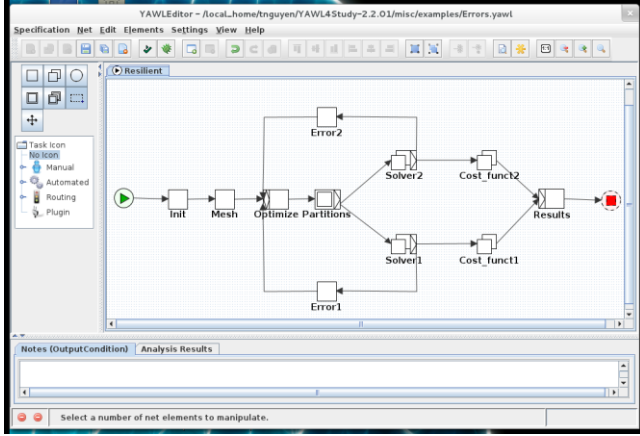 YAWLEditor - /local_home/tnguyen/YAWL4Study-2.2.01/misc/examples/Errors.yawl
Specification Net Edit Elements Settings View Help
Resilient
Task Icon
No Icon
Manual
Automated
Routing
Plugin
Error2
Solver2
Cost_funct2
Init
Mesh
Optimize
Partitions
Results
Solver1
Cost_funct1
Error1
Notes (OutputCondition) Analysis Results
Select a number of net elements to manipulate.